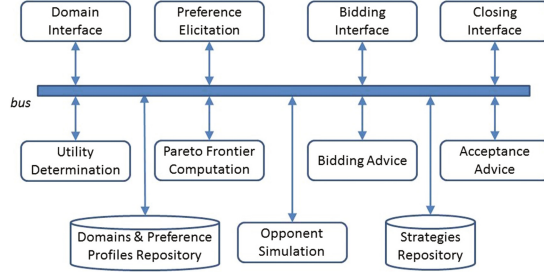 Domain
Interface
Preference
Elicitation
Bidding
Interface
Closing
Interface
bus
Utility
Determination
Pareto Frontier
Computation
Bidding Advice
Acceptance
Advice
Domains & Preference
Profiles Repository
Opponent
Simulation
Strategies
Repository